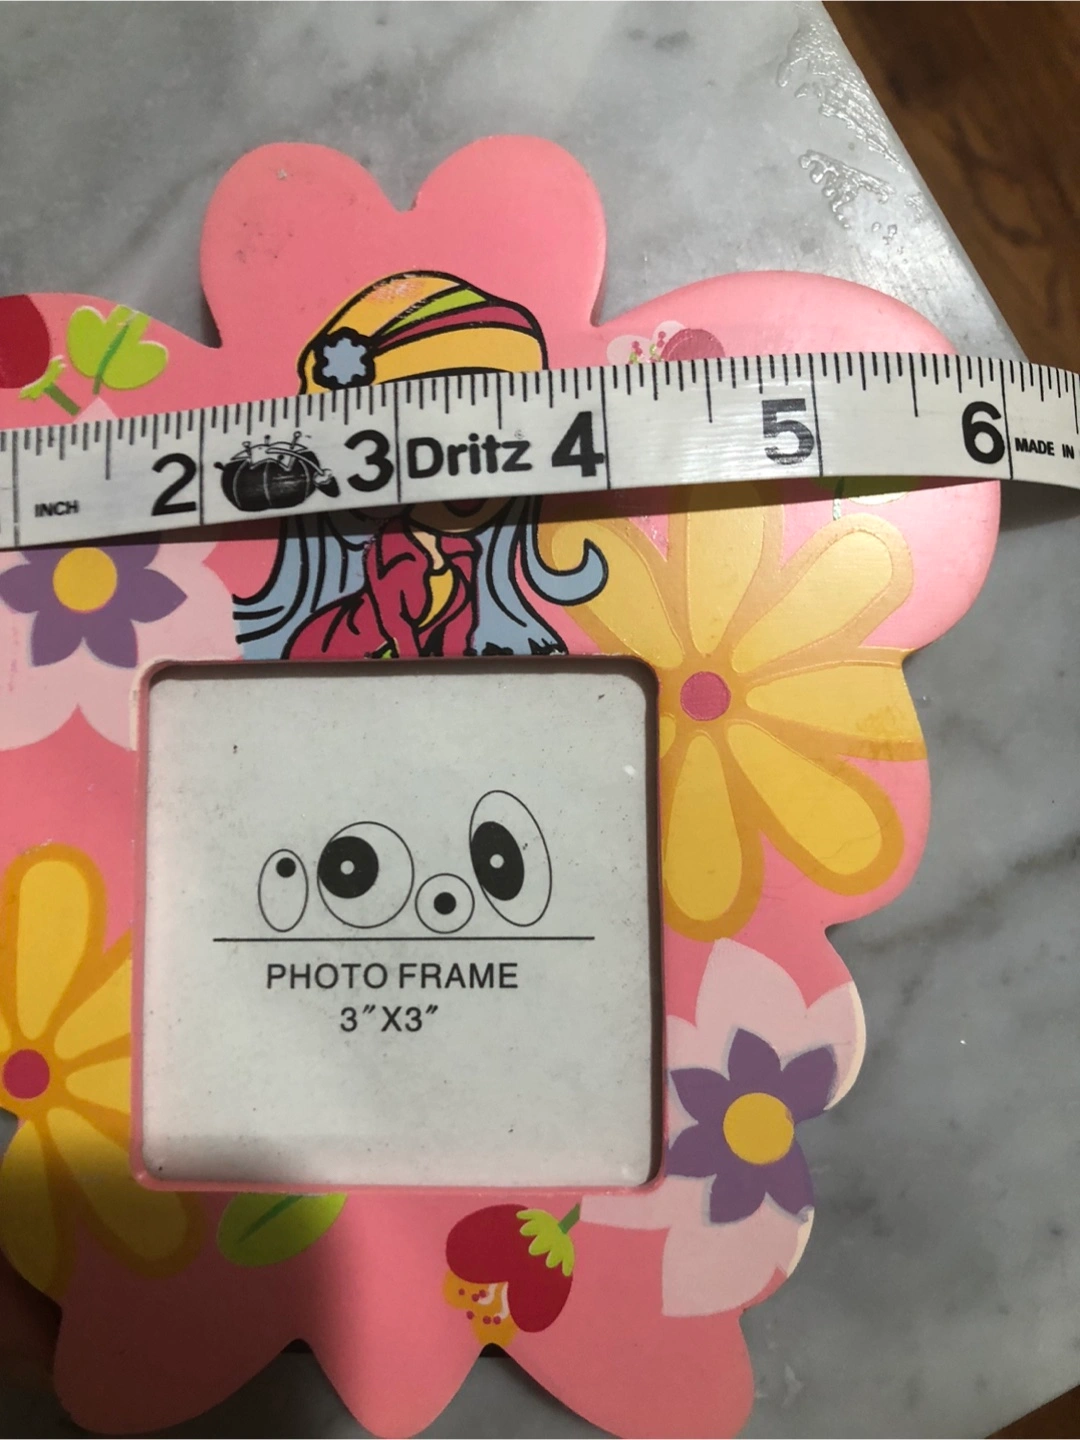 INCH 2 3 Dritz 4 5 6 MADE IN
PHOTO FRAME
3"X3"